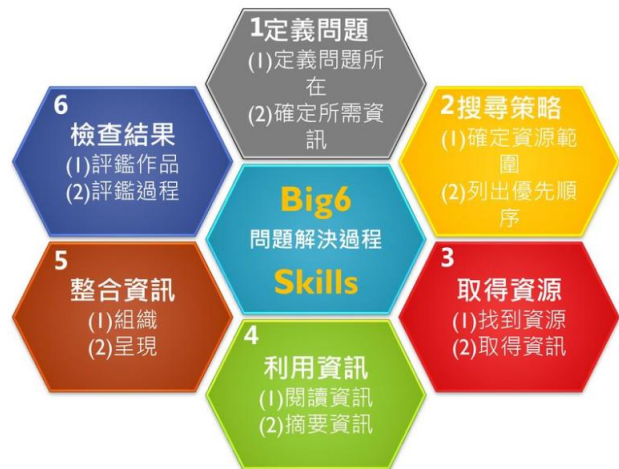 1定義問題
(1)定義問題所在
(2)確定所需資訊
2搜尋策略
(1)確定資源範圍
(2)列出優先順序
3
取得資源
(1)找到資源
(2)取得資訊
4
利用資訊
(1)閱讀資訊
(2)摘要資訊
5
整合資訊
(1)組織
(2)呈現
6
檢查結果
(1)評鑑作品
(2)評鑑過程
Big6
問題解決過程
Skills